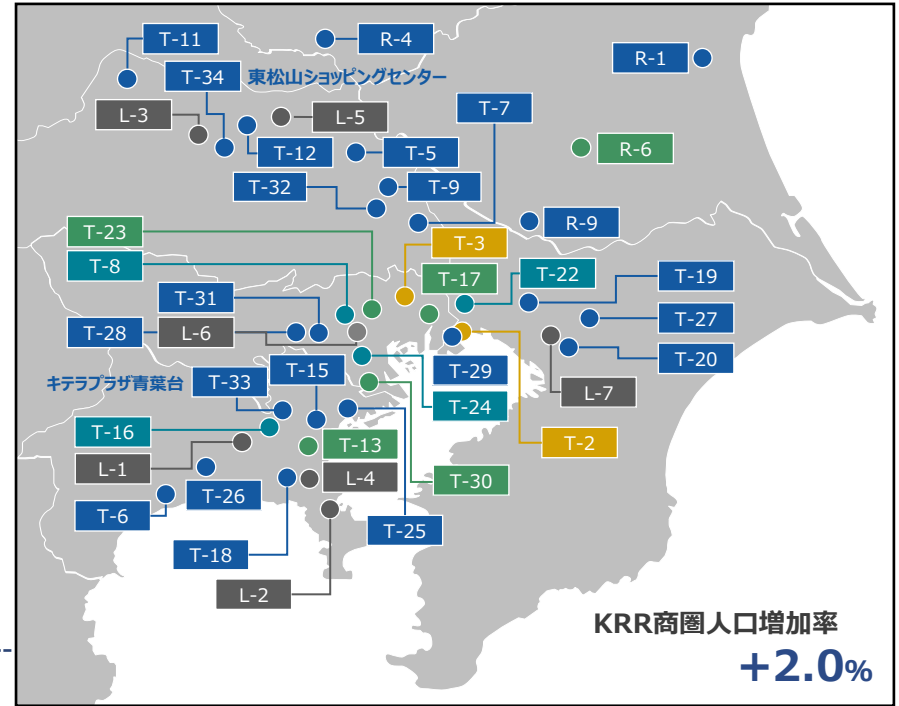 T-11
R-4
R-1
T-34
東松山ショッピングセンター
T-7
L-3
L-5
T-12
T-5
R-6
T-32
T-9
T-23
R-9
T-3
T-8
T-17
T-22
T-19
T-31
T-28
L-6
T-27
T-15
T-20
キテラプラザ青葉台
T-33
T-29
L-7
T-24
T-16
T-13
T-2
L-1
L-4
T-30
T-26
T-6
T-25
T-18
L-2
KRR商圏人口増加率
+2.0%